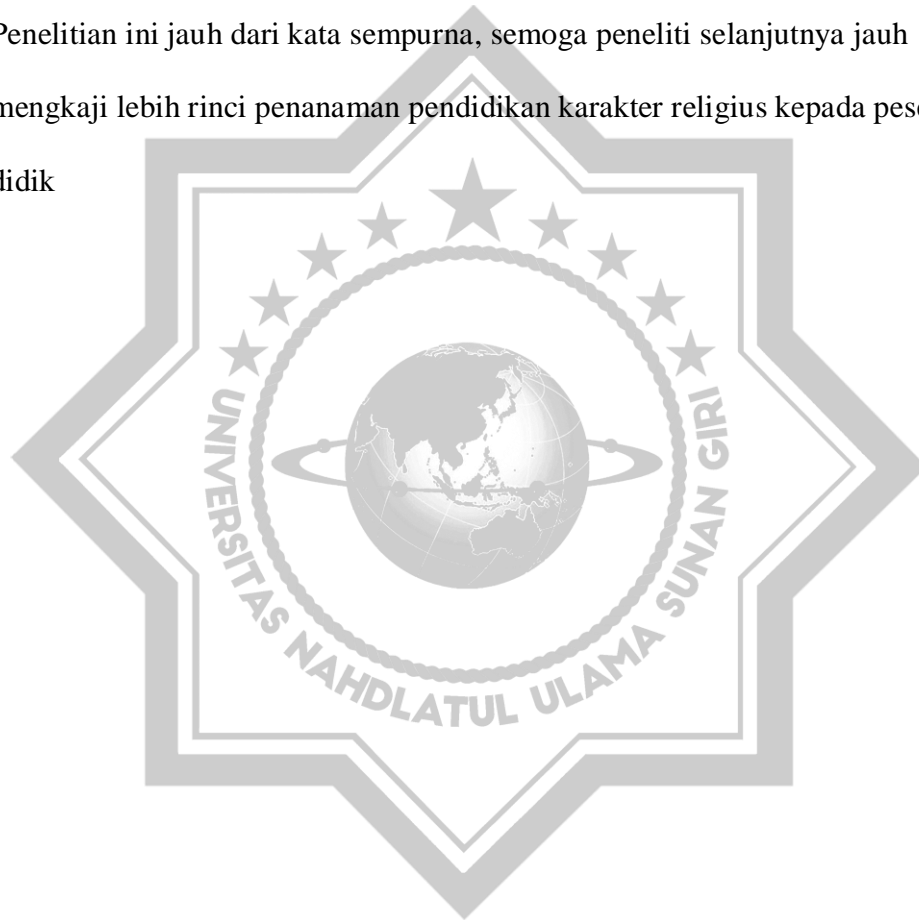 Penelitian ini jauh dari kata sempurna, semoga peneliti selanjutnya jauh
mengkaji lebih rinci penanaman pendidikan karakter religius kepada
didik
UNIVERSITAS NAHDLATUL ULAMA SUNAN GIRI